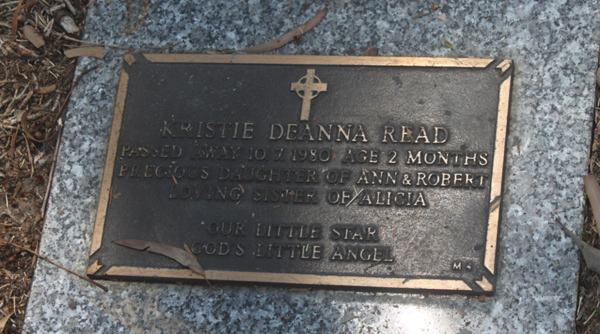 KRISTIE DEANNA READ
PASSED AWAY 10.7.1980 AGE 2 MONTHS
PRECIOUS DAUGHTER OF ANN & ROBERT
LOVING SISTER OF ALICIA
OUR LITTLE STAR
GOD'S LITTLE ANGEL